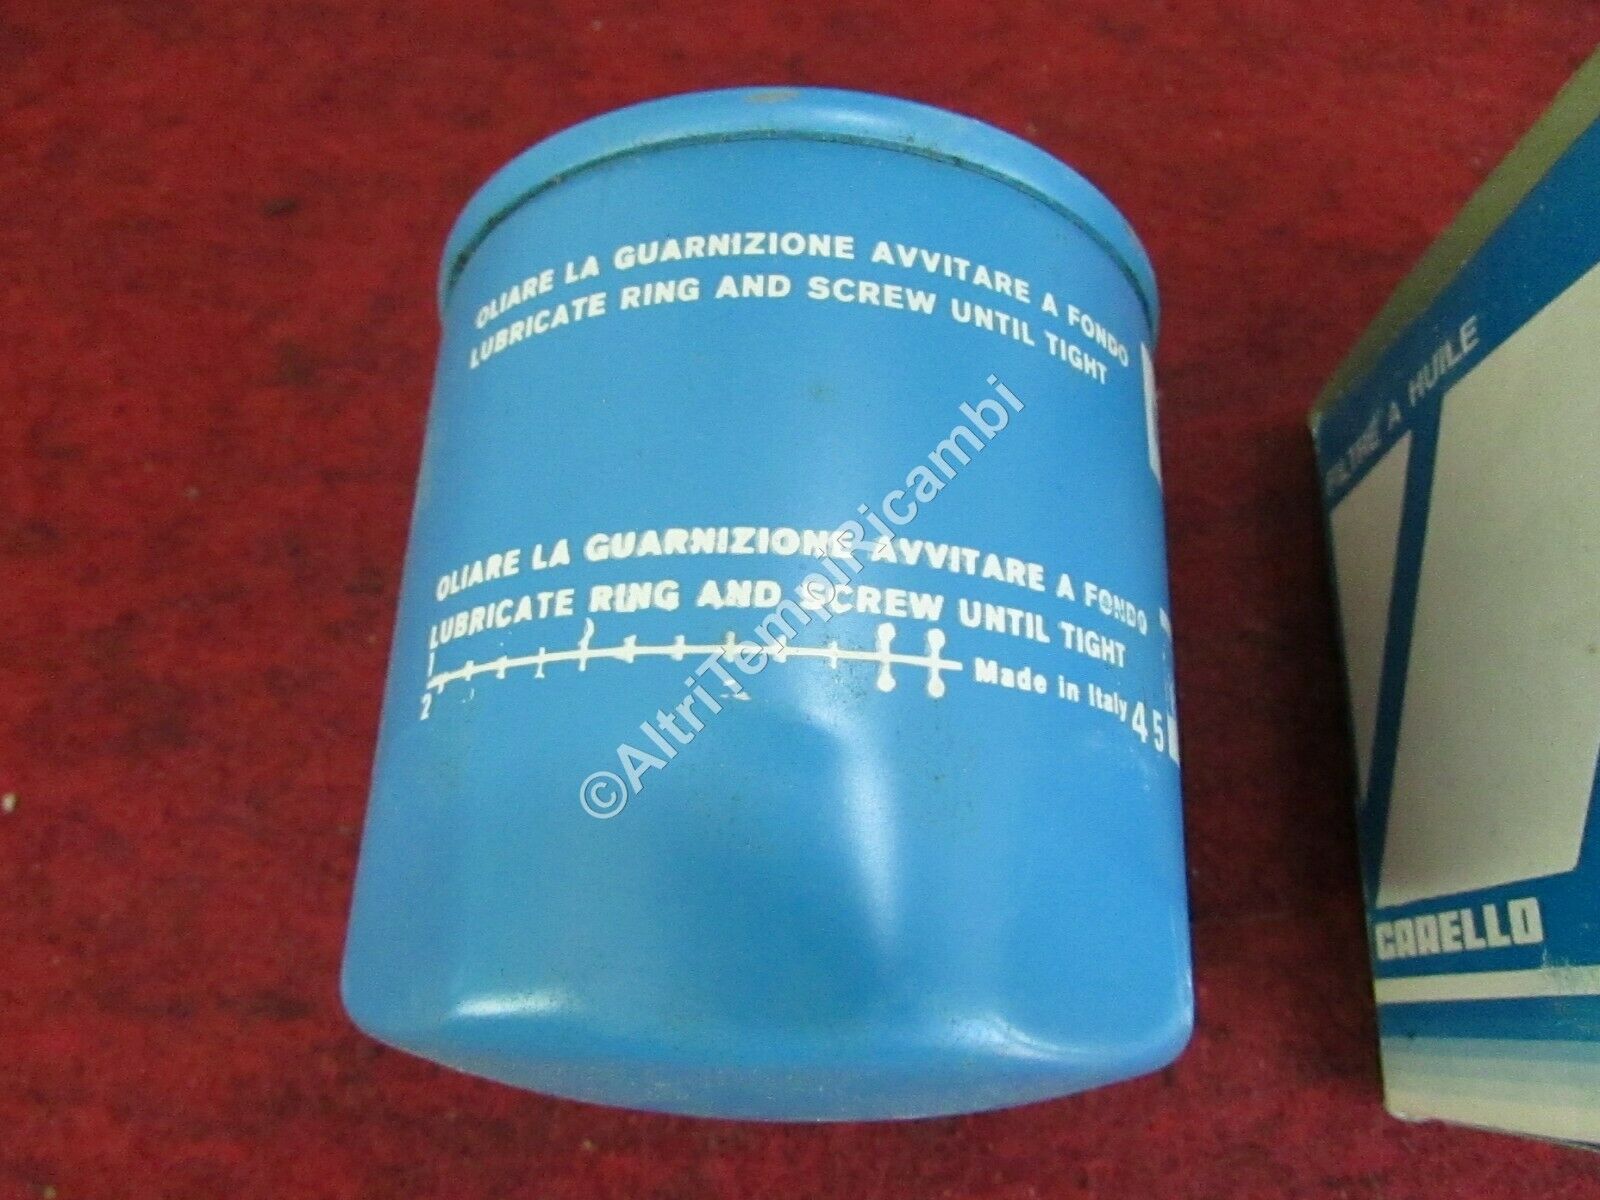 OLIARE LA GUARNIZIONE AVVITARE A FONDO
LUBRICATE RING AND SCREW UNTIL TIGHT
OLIARE LA GUARNIZIONE AVVITARE A FONDO
LUBRICATE RING AND SCREW UNTIL TIGHT
1
2
Made in Italy 45
©AltriTempiRicambi
FILTRE A HUILE
CARELLO